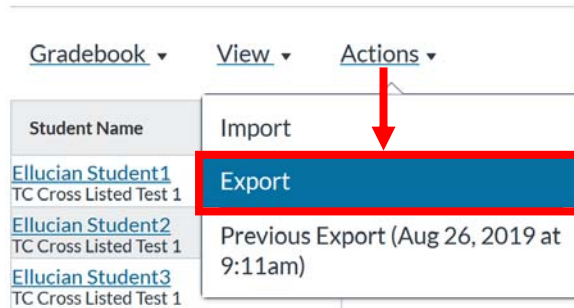 Gradebook View Actions
Student Name
Import
Ellucian Student1
TC Cross Listed Test 1
Export
Ellucian Student2
TC Cross Listed Test 1
Previous Export (Aug 26, 2019 at
9:11am)
Ellucian Student3
TC Cross Listed Test 1